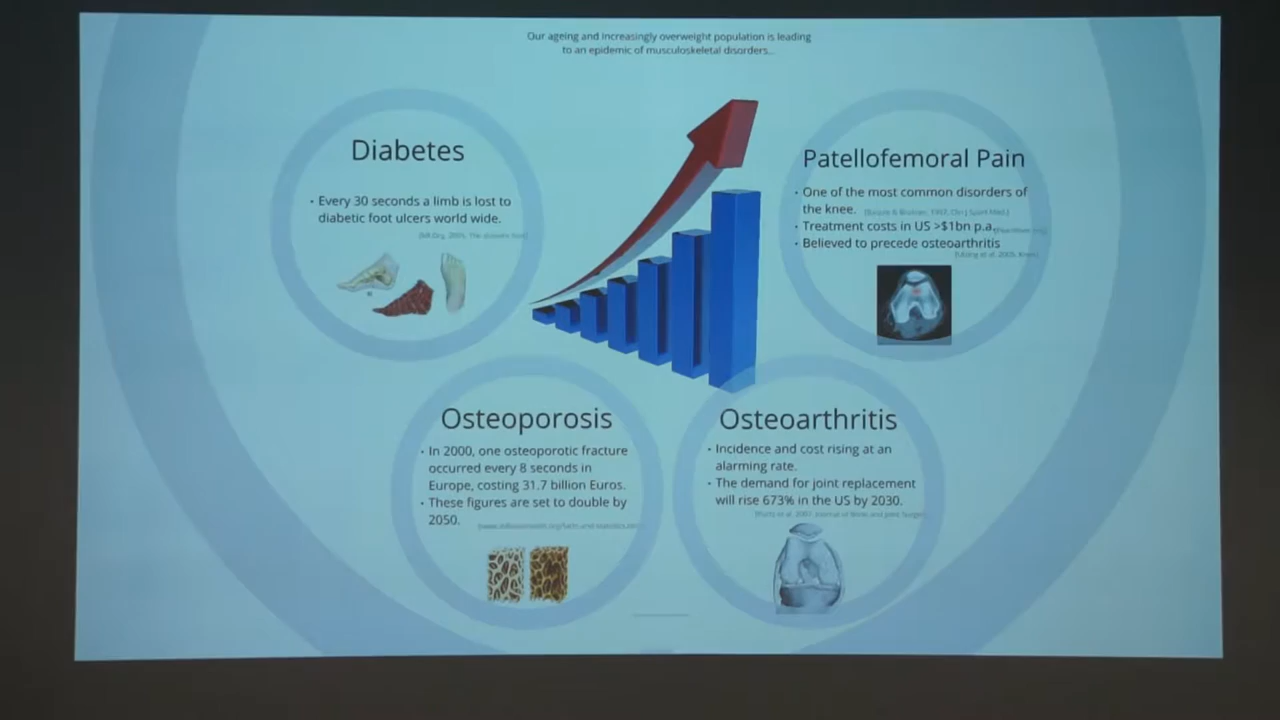 Our ageing and increasingly overweight population is leading
to an epidemic of musculoskeletal disorders...
Diabetes
• Every 30 seconds a limb is lost to
diabetic foot ulcers world wide.
Patellofemoral Pain
• One of the most common disorders of
the knee.
• Treatment costs in US >$1bn p.a.
• Believed to precede osteoarthritis
Osteoporosis
• In 2000, one osteoporotic fracture
occurred every 8 seconds in
Europe, costing 31.7 billion Euros.
• These figures are set to double by
2050.
Osteoarthritis
• Incidence and cost rising at an
alarming rate.
• The demand for joint replacement
will rise 673% in the US by 2030.